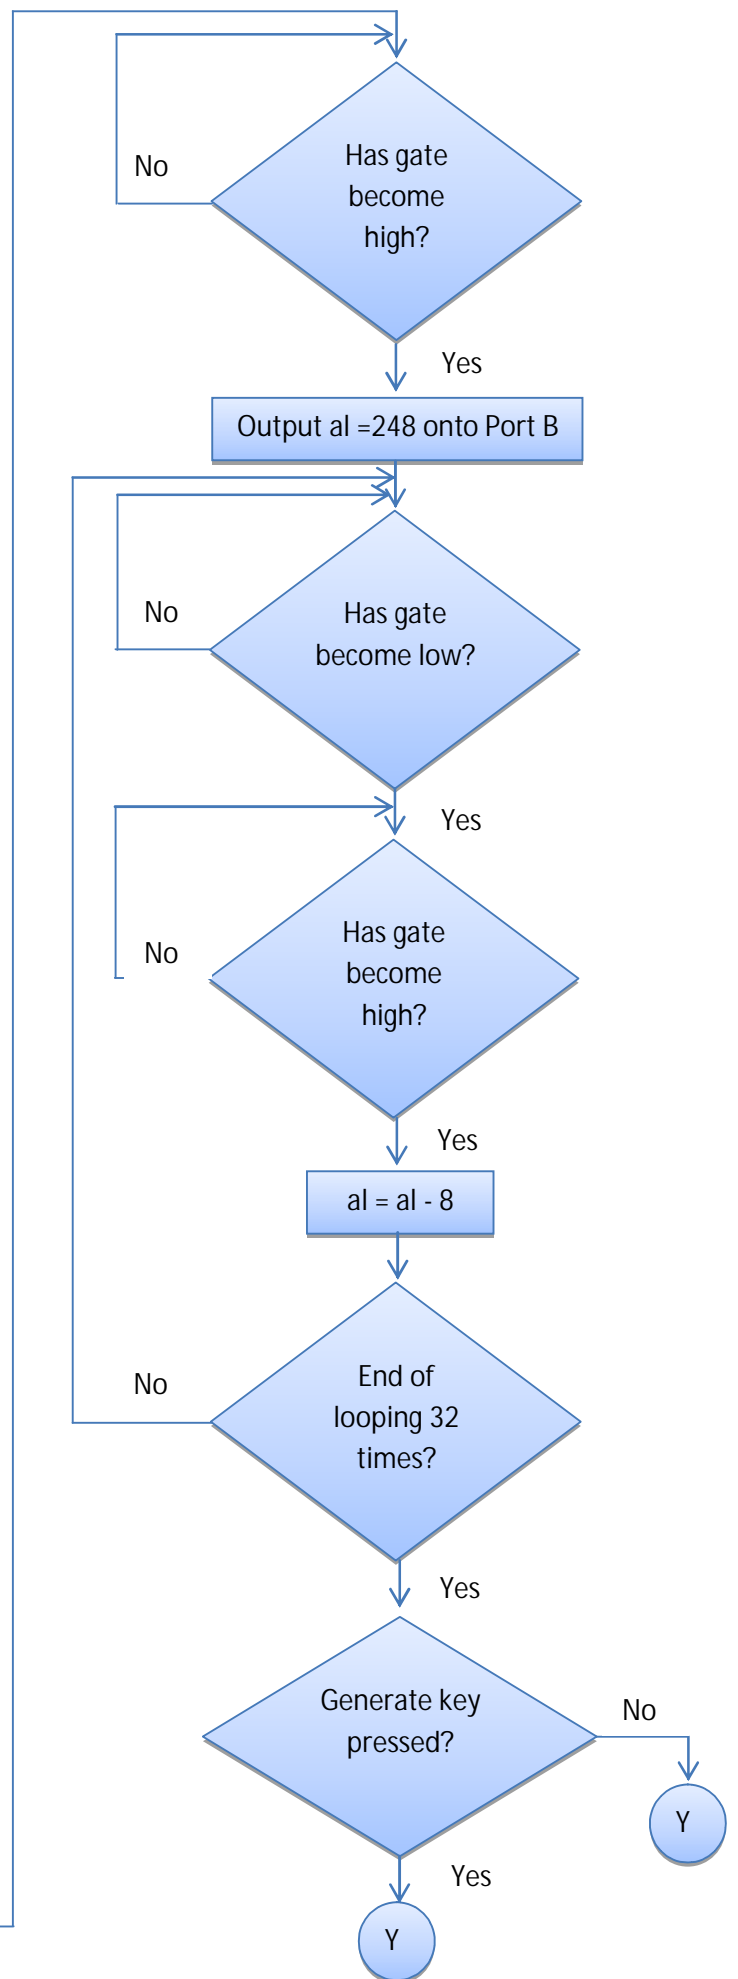 Has gate
become
high?
No
Yes
Output al =248 onto Port B
Has gate
become low?
No
Yes
Has gate
become
high?
No
Yes
al = al - 8
End of
looping 32
times?
No
Yes
Generate key
pressed?
No
Y
Yes
Y